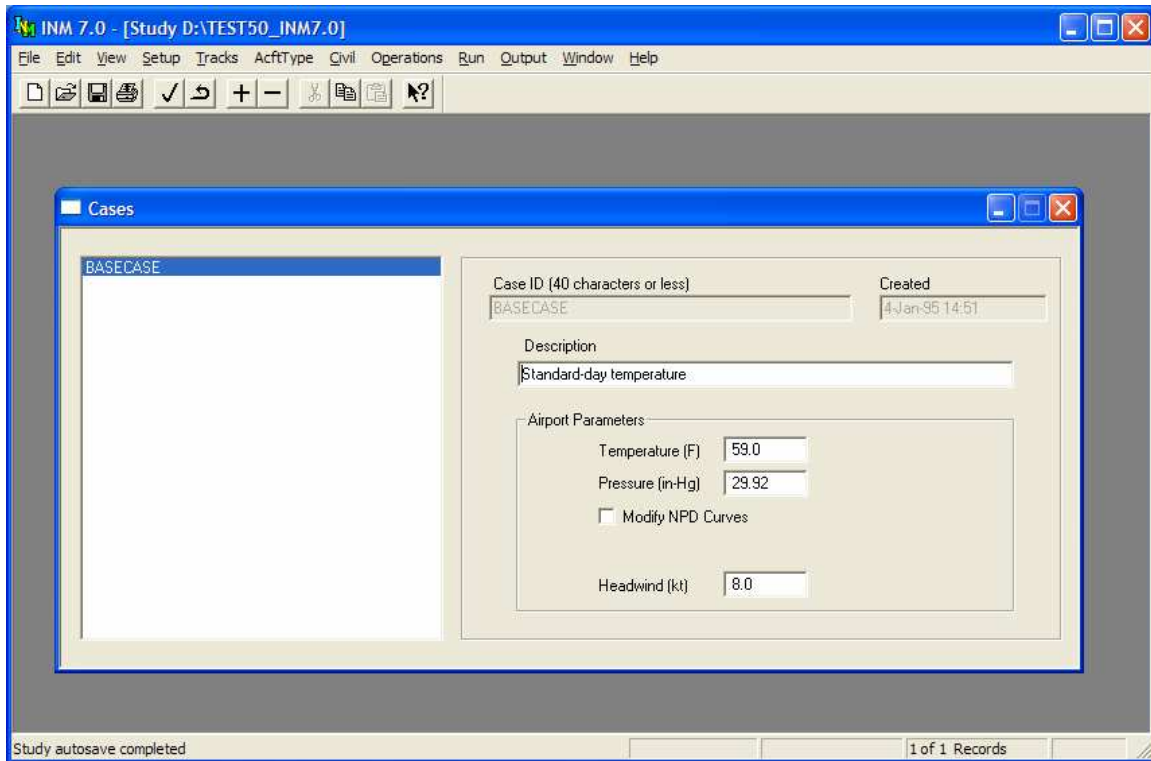 INM 7.0 - [Study D:\TEST50_INM7.0]
File Edit View Setup Tracks AcftType Civil Operations Run Output Window Help
Cases
BASECASE
Case ID (40 characters or less) Created
BASECASE 4-Jan-95 14:51
Description
Standard-day temperature
Airport Parameters
Temperature (F) 59.0
Pressure (in-Hg) 29.92
Modify NPD Curves
Headwind (kt) 8.0
Study autosave completed 1 of 1 Records